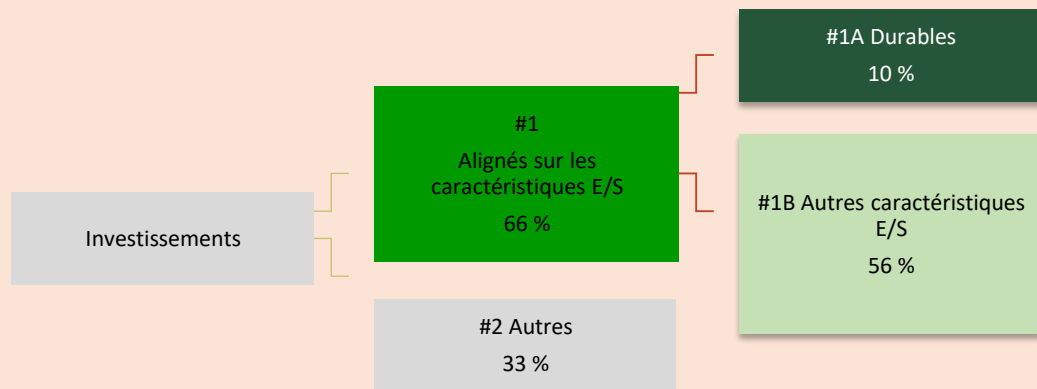 Investissements
#1
Alignés sur les
caractéristiques E/S
66 %
#2 Autres
33 %
#1A Durables
10 %
#1B Autres caractéristiques
E/S
56 %